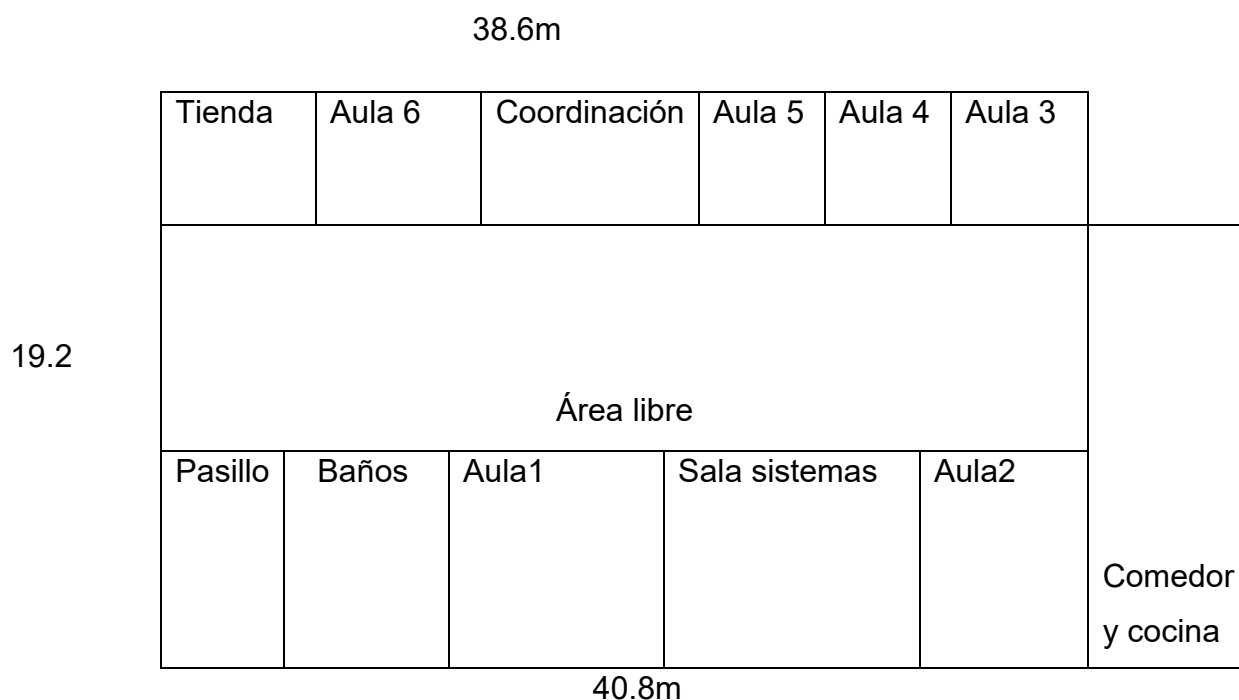 38.6m
Tienda Aula 6 Coordinación Aula 5 Aula 4 Aula 3
19.2
Área libre
Pasillo Baños Aula1 Sala sistemas Aula2
Comedor
y cocina
40.8m